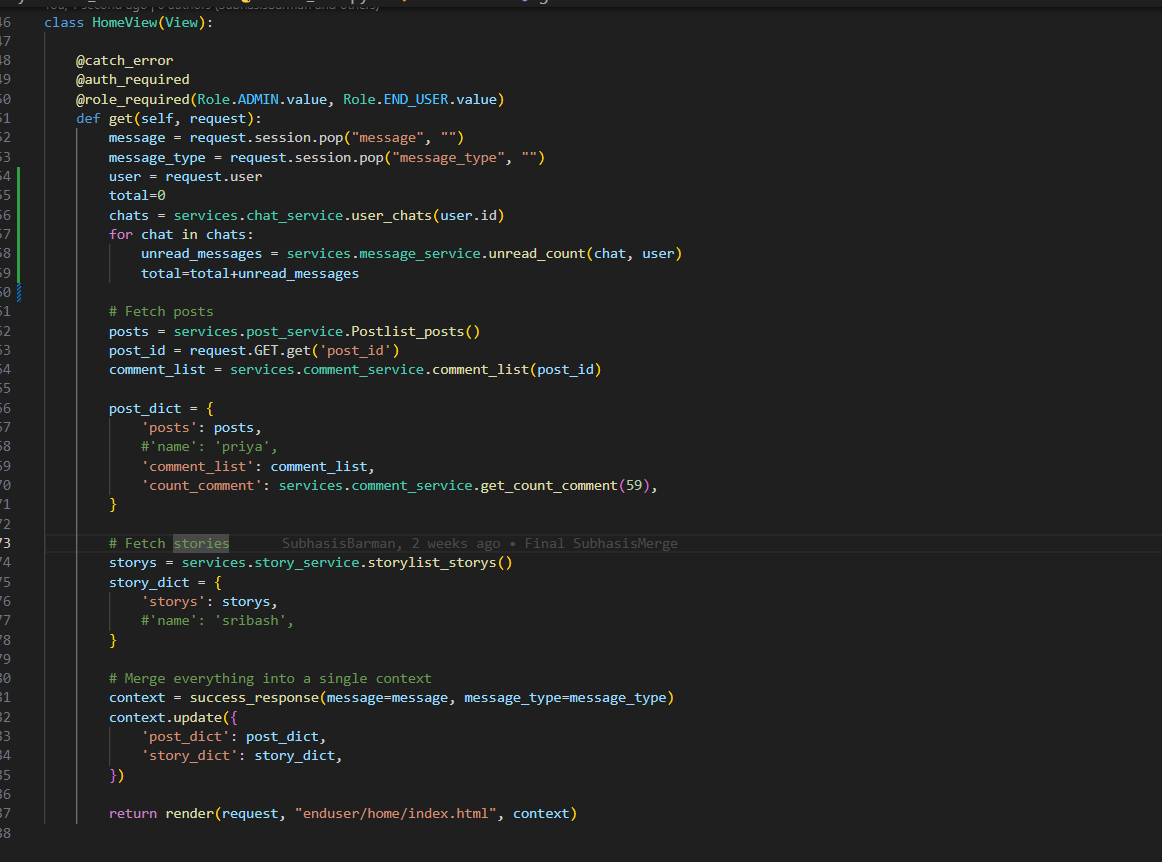 You, 1 second ago | 6 authors (SubhasisBarman and others)
46 class HomeView(View):
47
48 @catch_error
49 @auth_required
50 @role_required(Role.ADMIN.value, Role.END_USER.value)
51 def get(self, request):
52 message = request.session.pop("message", "")
53 message_type = request.session.pop("message_type", "")
54 user = request.user
55 total=0
56 chats = services.chat_service.user_chats(user.id)
57 for chat in chats:
58 unread_messages = services.message_service.unread_count(chat, user)
59 total=total+unread_messages
60
61 # Fetch posts
62 posts = services.post_service.Postlist_posts()
63 post_id = request.GET.get('post_id')
64 comment_list = services.comment_service.comment_list(post_id)
65
66 post_dict = {
67 'posts': posts,
68 #'name': 'priya',
69 'comment_list': comment_list,
70 'count_comment': services.comment_service.get_count_comment(59),
71 }
72
73 # Fetch stories SubhasisBarman, 2 weeks ago • Final SubhasisMerge
74 storys = services.story_service.storylist_storys()
75 story_dict = {
76 'storys': storys,
77 #'name': 'sribash',
78 }
79
80 # Merge everything into a single context
81 context = success_response(message=message, message_type=message_type)
82 context.update({
83 'post_dict': post_dict,
84 'story_dict': story_dict,
85 })
86
87 return render(request, "enduser/home/index.html", context)
88